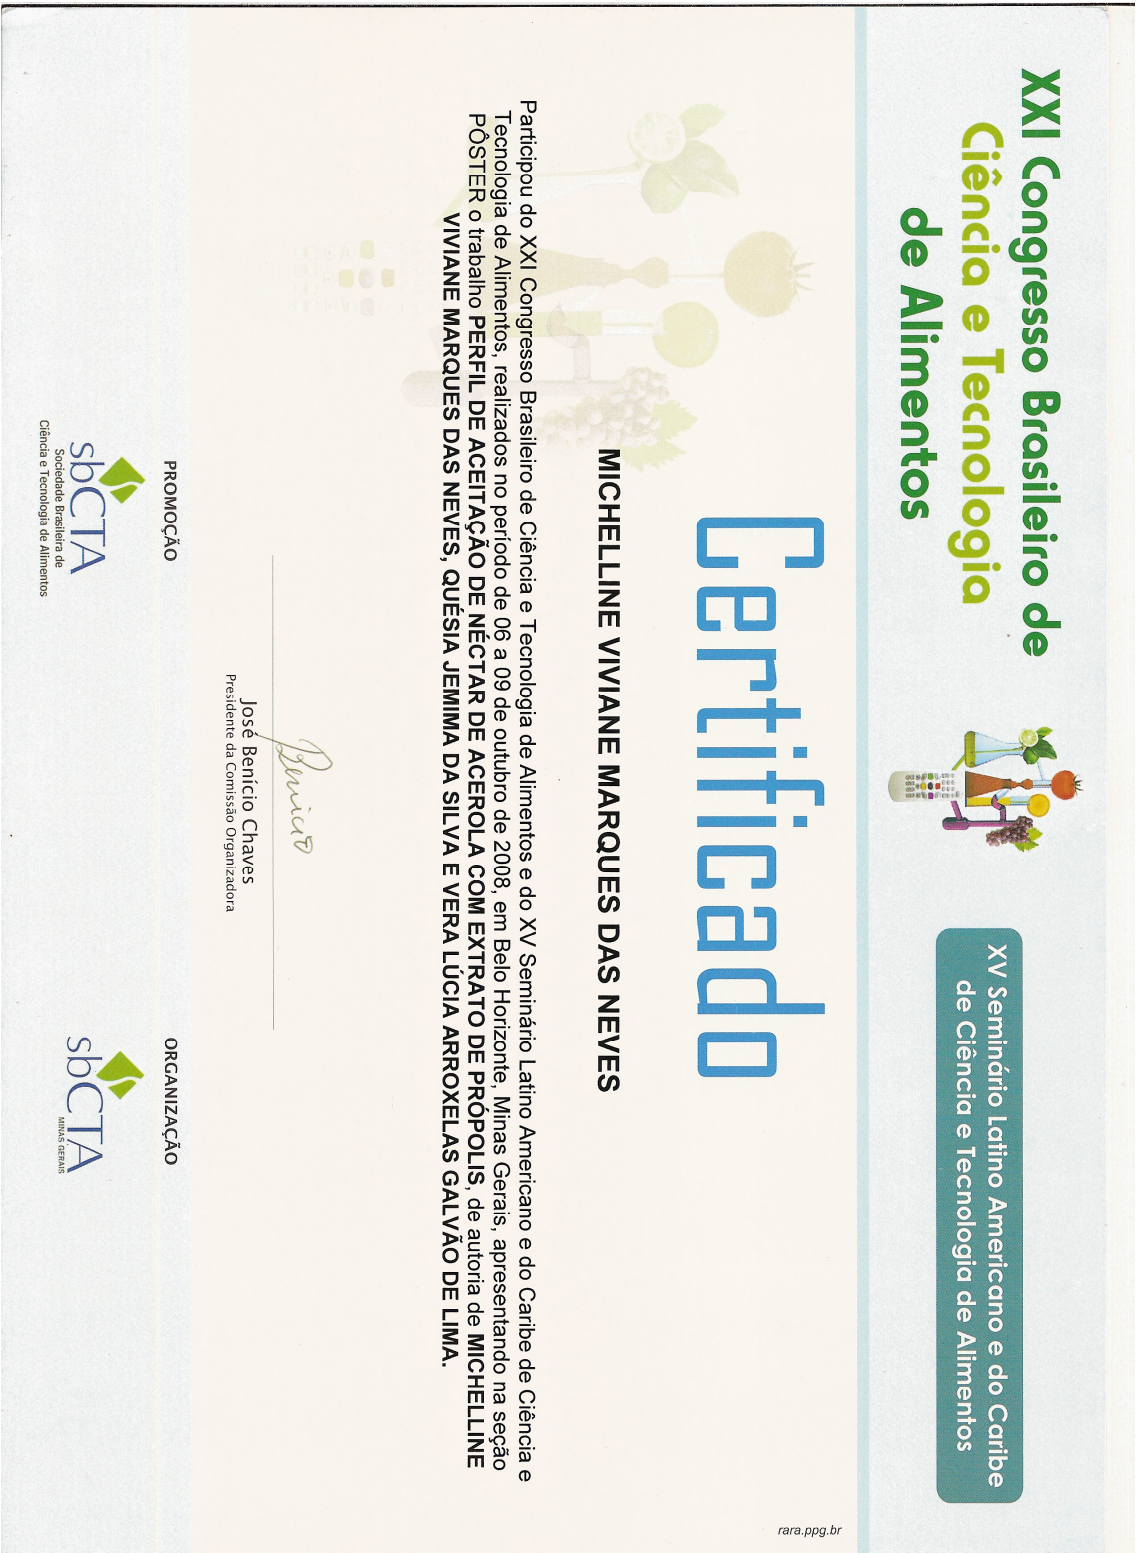 XXI Congresso Brasileiro de
Ciência e Tecnologia
de Alimentos
XV Seminário Latino Americano e do Caribe
de Ciência e Tecnologia de Alimentos
Certificado
MICHELLINE VIVIANE MARQUES DAS NEVES
Participou do XXI Congresso Brasileiro de Ciência e Tecnologia de Alimentos e do XV Seminário Latino Americano e do Caribe de Ciência e
Tecnologia de Alimentos, realizados no período de 06 a 09 de outubro de 2008, em Belo Horizonte, Minas Gerais, apresentando na seção
PÔSTER o trabalho PERFIL DE ACEITAÇÃO DE NÉCTAR DE ACEROLA COM EXTRATO DE PRÓPOLIS, de autoria de MICHELLINE
VIVIANE MARQUES DAS NEVES, QUÉSIA JEMIMA DA SILVA E VERA LÚCIA ARROXELAS GALVÃO DE LIMA.
Benicio
José Benício Chaves
Presidente da Comissão Organizadora
PROMOÇÃO
sbCTA
Sociedade Brasileira de
Ciência e Tecnologia de Alimentos
ORGANIZAÇÃO
sbCTA
MINAS GERAIS
rara.ppg.br